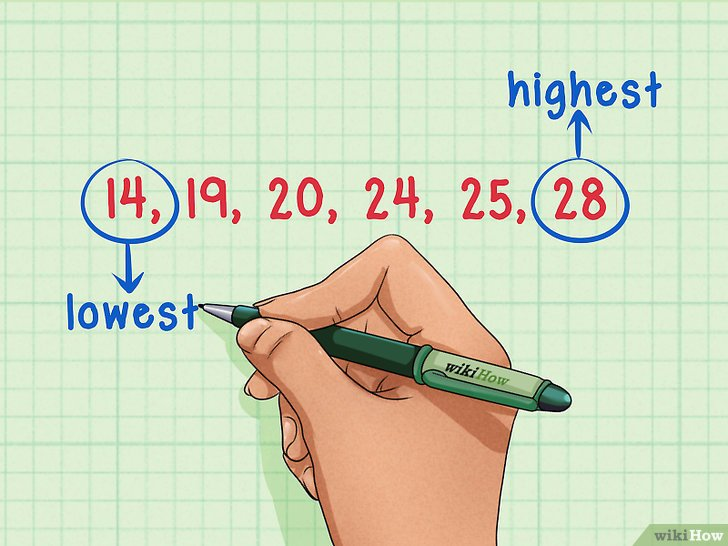 highest
14, 19, 20, 24, 25, 28
lowest
wikiHow
wikiHow